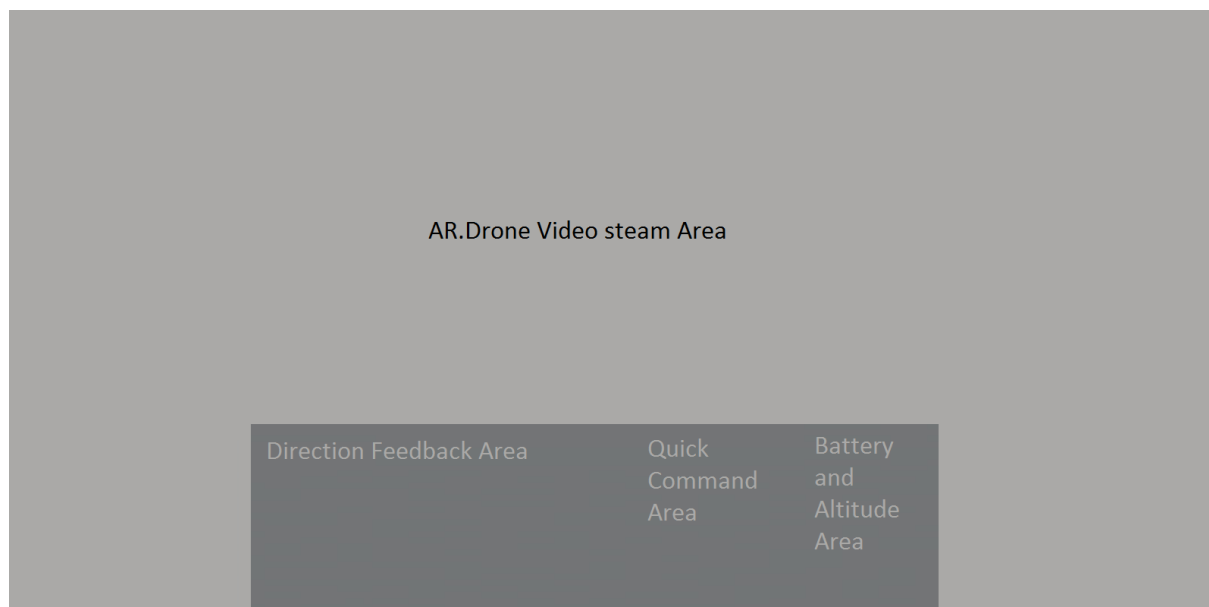 AR.Drone Video steam Area
Direction Feedback Area
Quick
Command
Area
Battery
and
Altitude
Area